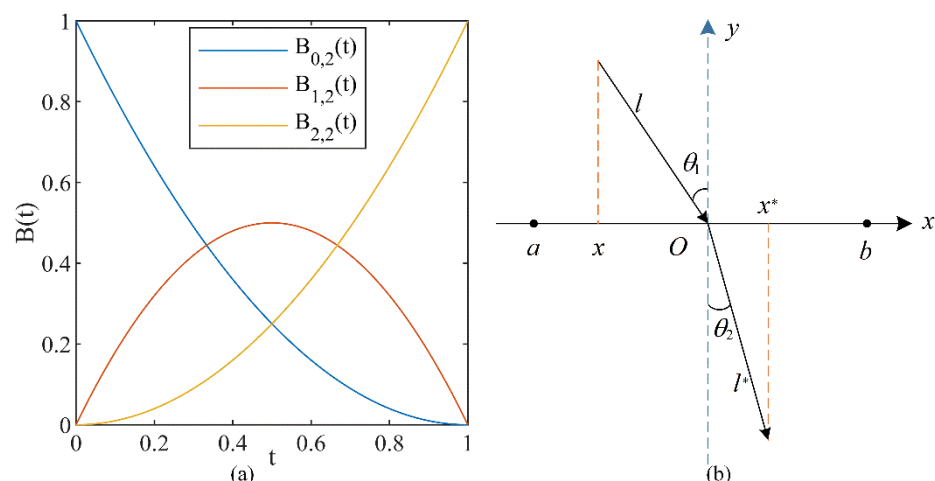 1
0.8
0.6
0.4
0.2
0
B(t)
B0,2(t)
B1,2(t)
B2,2(t)
0
0.2
0.4
0.6
0.8
1
t
(a)
y
l
θ1
x*
x
a
x
O
b
θ2
l*
(b)